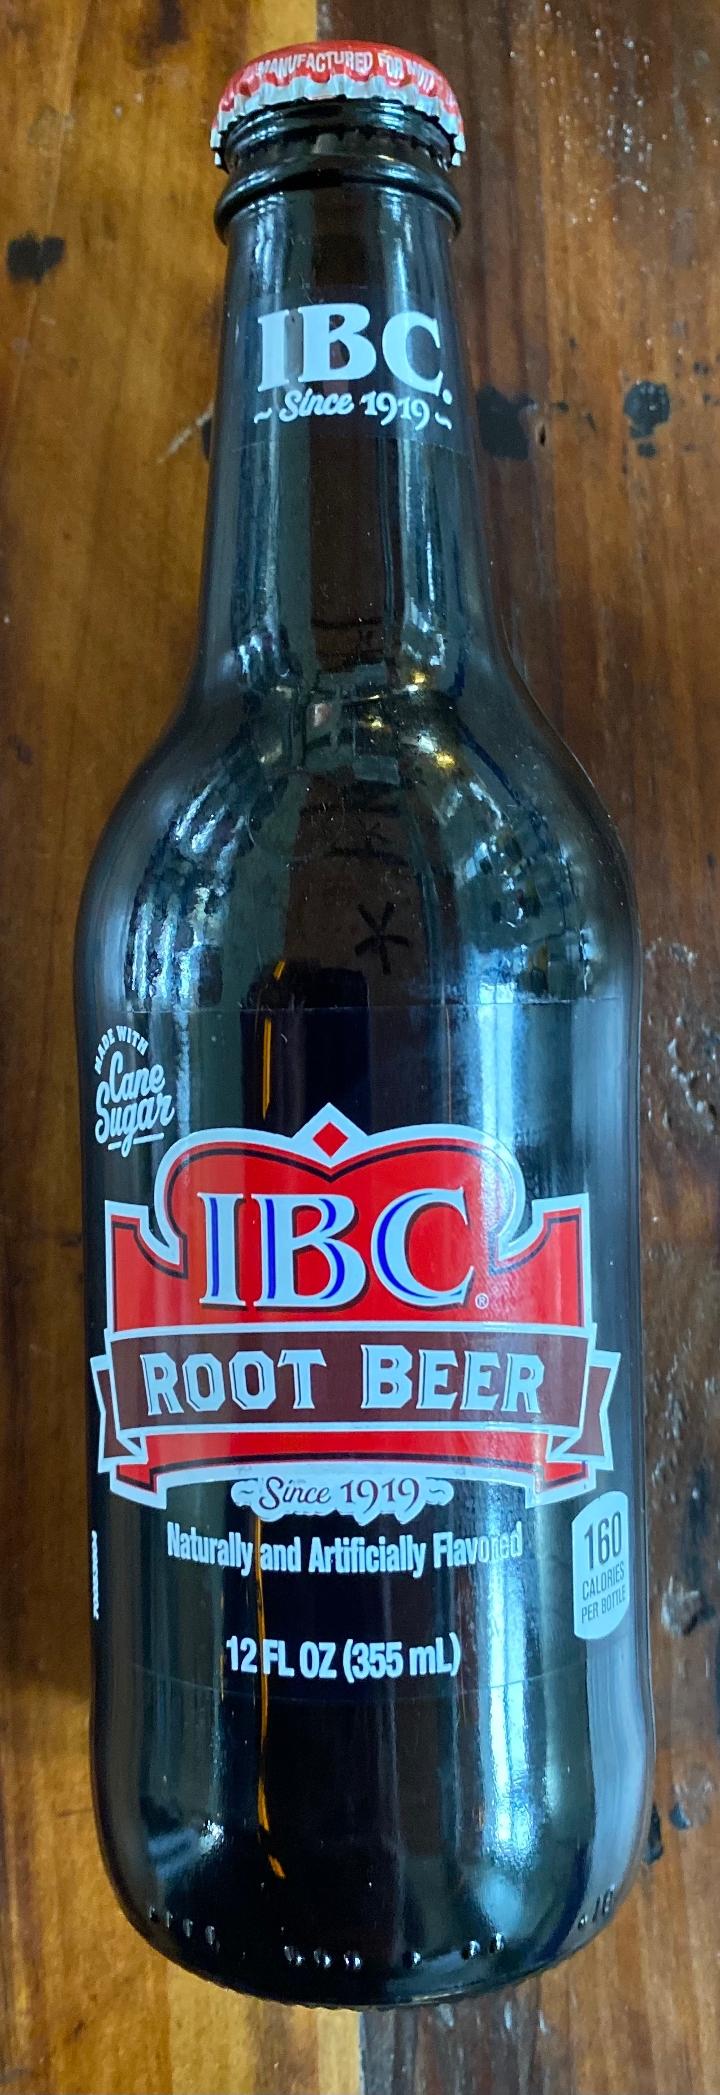 MANUFACTURED FOR
IBC
~ Since 1919 ~
MADE WITH
Cane
Sugar
IBC®
ROOT BEER
Since 1919
Naturally and Artificially Flavored
160
CALORIES
PER BOTTLE
12 FL OZ (355 mL)